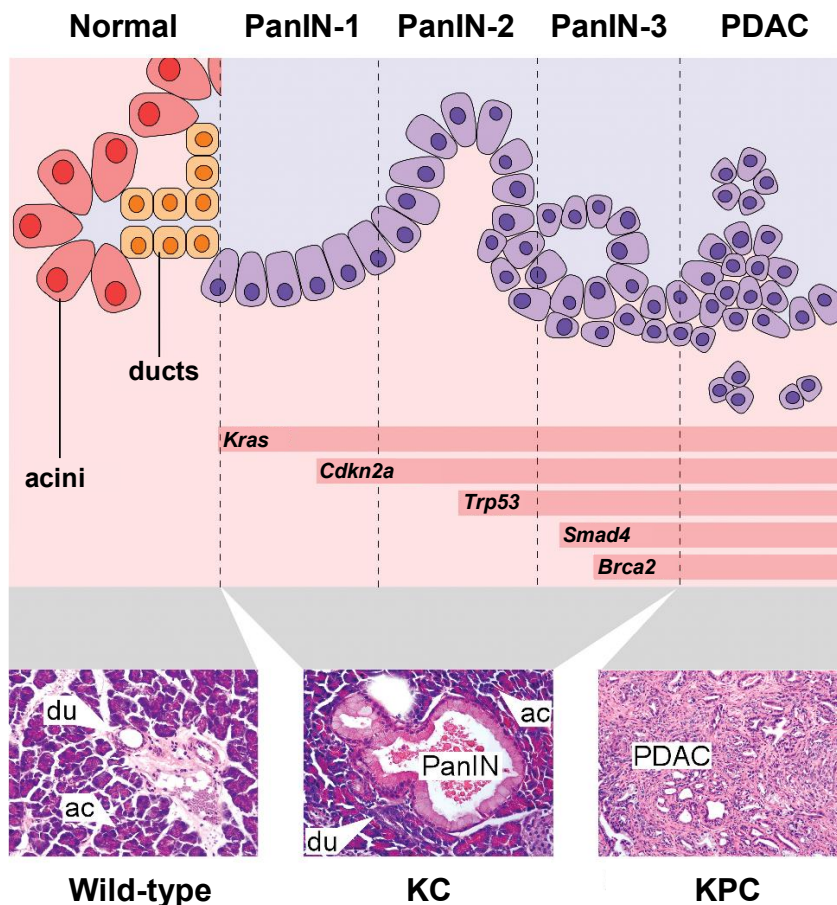 Normal PanIN-1 PanIN-2 PanIN-3 PDAC
ducts
acini
Kras
Cdkn2a
Trp53
Smad4
Brca2
du
ac
PanIN
ac
du
PDAC
Wild-type KC KPC